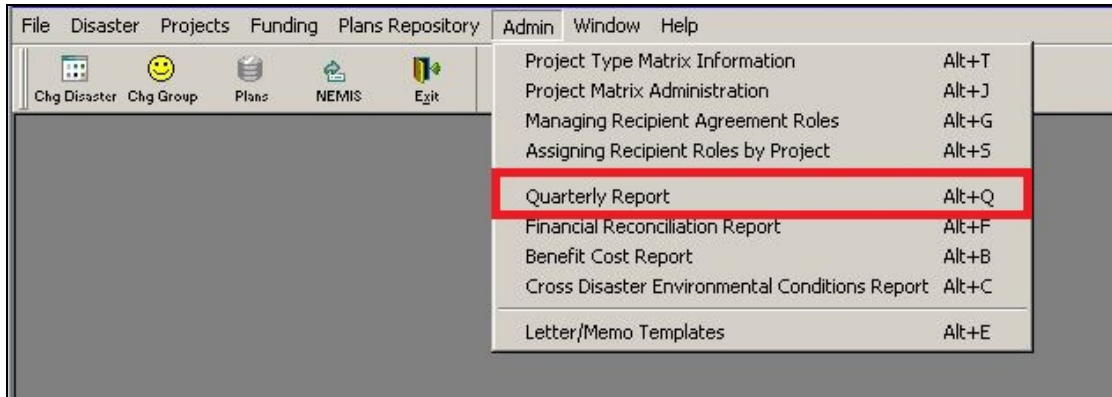 File Disaster Projects Funding Plans Repository Admin Window Help
Chg Disaster Chg Group Plans NEMIS Exit
Project Type Matrix Information Alt+T
Project Matrix Administration Alt+J
Managing Recipient Agreement Roles Alt+G
Assigning Recipient Roles by Project Alt+S
Quarterly Report Alt+Q
Financial Reconciliation Report Alt+F
Benefit Cost Report Alt+B
Cross Disaster Environmental Conditions Report Alt+C
Letter/Memo Templates Alt+E